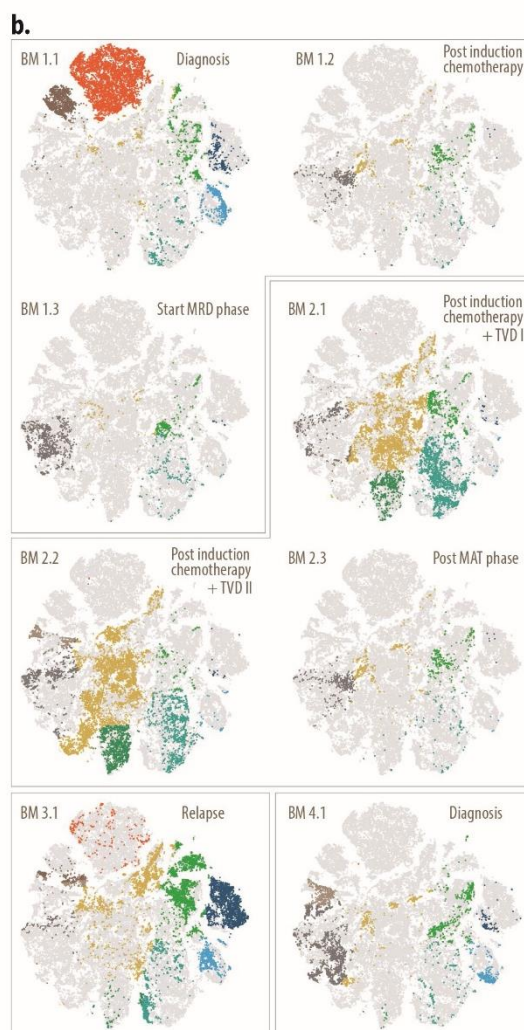 b.
BM 1.1
Diagnosis
BM 1.2
Post induction
chemotherapy
BM 1.3
Start MRD phase
BM 2.1
Post induction
chemotherapy
+ TVD I
BM 2.2
Post induction
chemotherapy
+ TVD II
BM 2.3
Post MAT phase
BM 3.1
Relapse
BM 4.1
Diagnosis